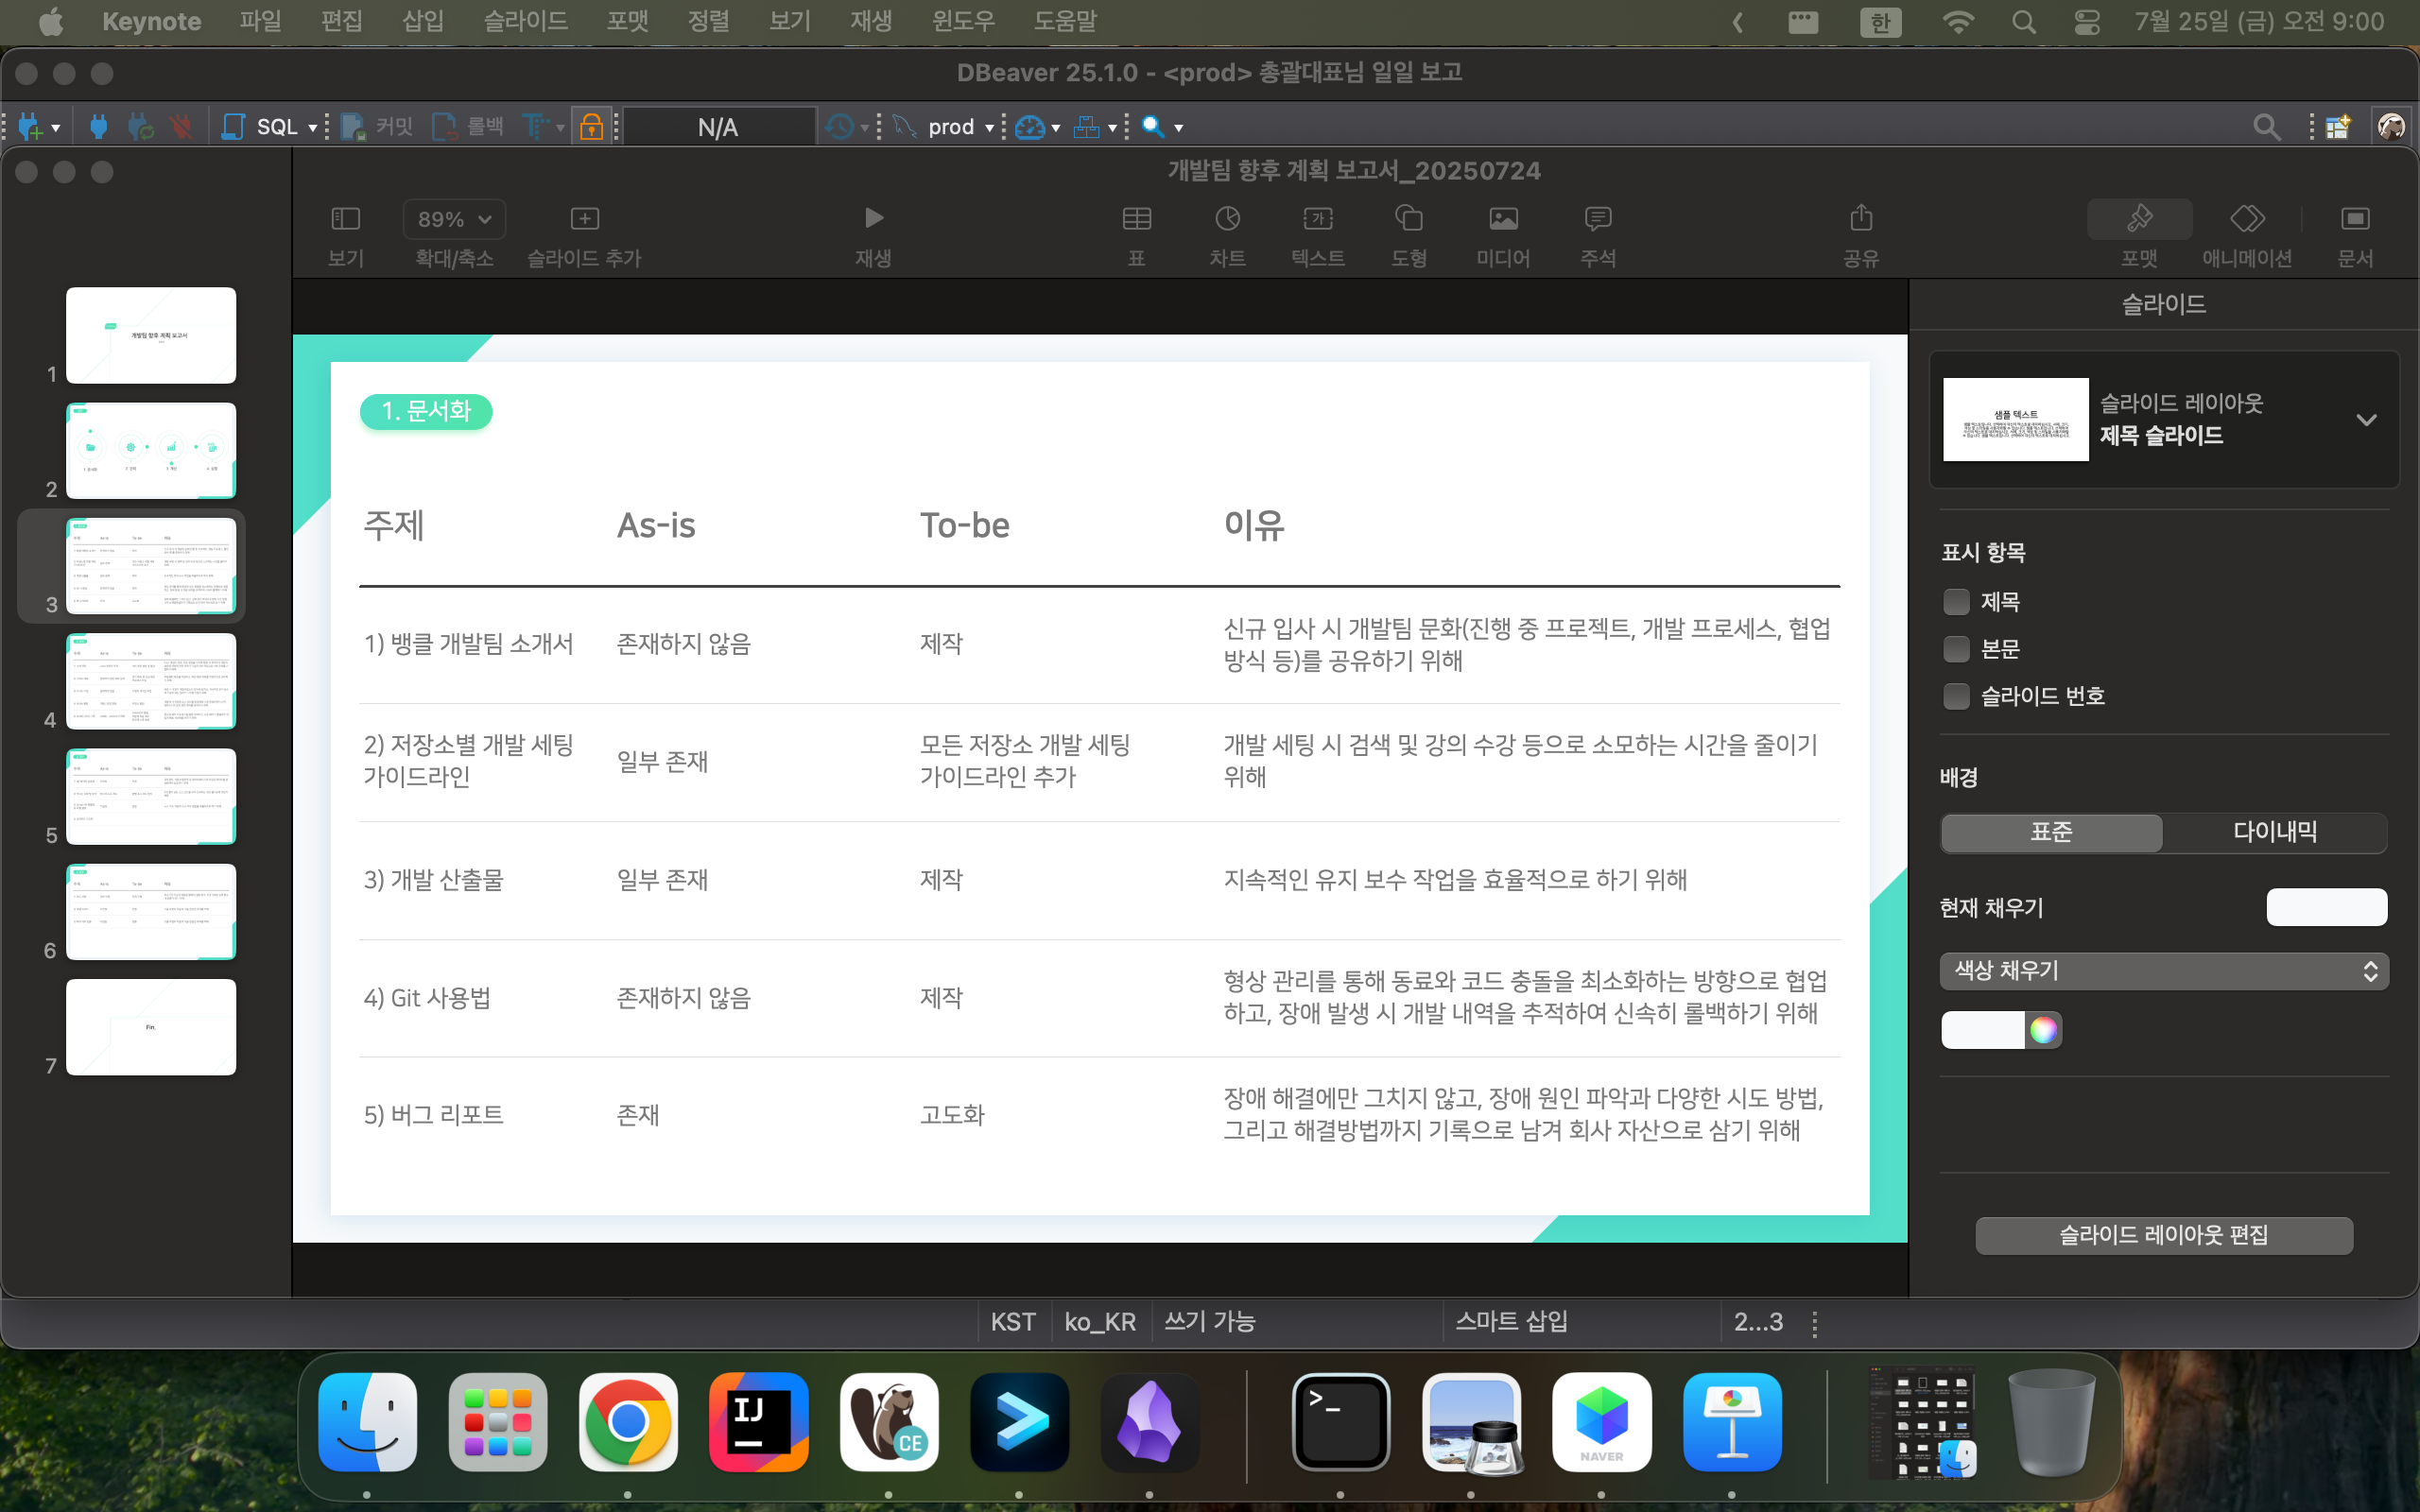 Keynote 파일 편집 삽입 슬라이드 포맷 정렬 보기 재생 윈도우 도움말 한 7월 25일 (금) 오전 9:00
DBeaver 25.1.0 - <prod> 총괄대표님 일일 보고
SQL 커밋 롤백 N/A prod
개발팀 향후 계획 보고서_20250724
89%
보기 확대/축소 슬라이드 추가 재생 표 차트 텍스트 도형 미디어 주석 공유 포맷 애니메이션 문서
개발팀 향후 계획 보고서
1
2
3
4
5
6
Fin.
7
1. 문서화
주제 As-is To-be 이유
1) 뱅클 개발팀 소개서 존재하지 않음 제작 신규 입사 시 개발팀 문화(진행 중 프로젝트, 개발 프로세스, 협업
방식 등)를 공유하기 위해
2) 저장소별 개발 세팅
가이드라인
일부 존재
모든 저장소 개발 세팅
가이드라인 추가
개발 세팅 시 검색 및 강의 수강 등으로 소모하는 시간을 줄이기
위해
3) 개발 산출물 일부 존재 제작 지속적인 유지 보수 작업을 효율적으로 하기 위해
4) Git 사용법 존재하지 않음 제작 형상 관리를 통해 동료와 코드 충돌을 최소화하는 방향으로 협업
하고, 장애 발생 시 개발 내역을 추적하여 신속히 롤백하기 위해
5) 버그 리포트 존재 고도화 장애 해결에만 그치지 않고, 장애 원인 파악과 다양한 시도 방법,
그리고 해결방법까지 기록으로 남겨 회사 자산으로 삼기 위해
슬라이드
샘플 텍스트
슬라이드 레이아웃
제목 슬라이드
표시 항목
제목
본문
슬라이드 번호
배경
표준 다이내믹
현재 채우기
색상 채우기
슬라이드 레이아웃 편집
KST ko_KR 쓰기 가능 스마트 삽입 2...3
IJ
CE
>_
NAVER